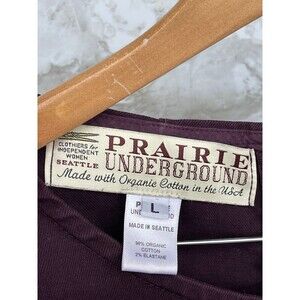 CLOTHIERS for
INDEPENDENT
WOMEN
SEATTLE
PRAIRIE
UNDERGROUND
Made with Organic Cotton in the USA
L
MADE IN SEATTLE
98% ORGANIC
COTTON
2% ELASTANE